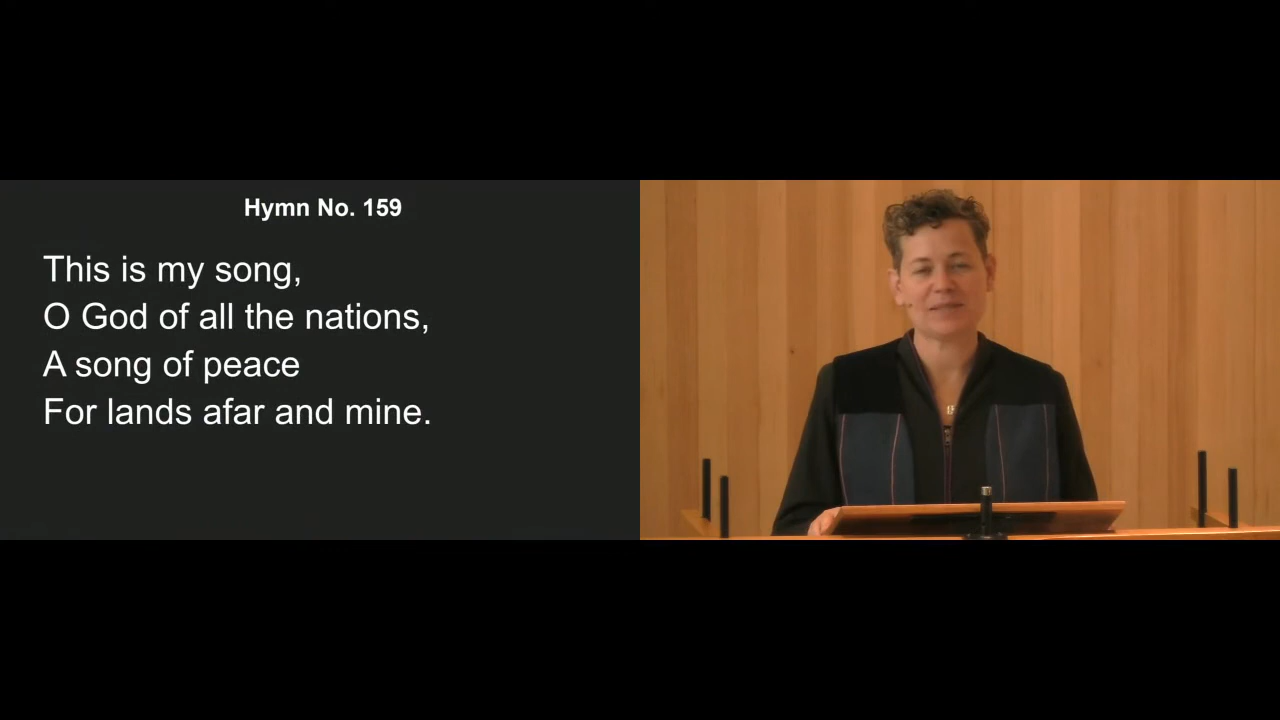 Hymn No. 159
This is my song,
O God of all the nations,
A song of peace
For lands afar and mine.